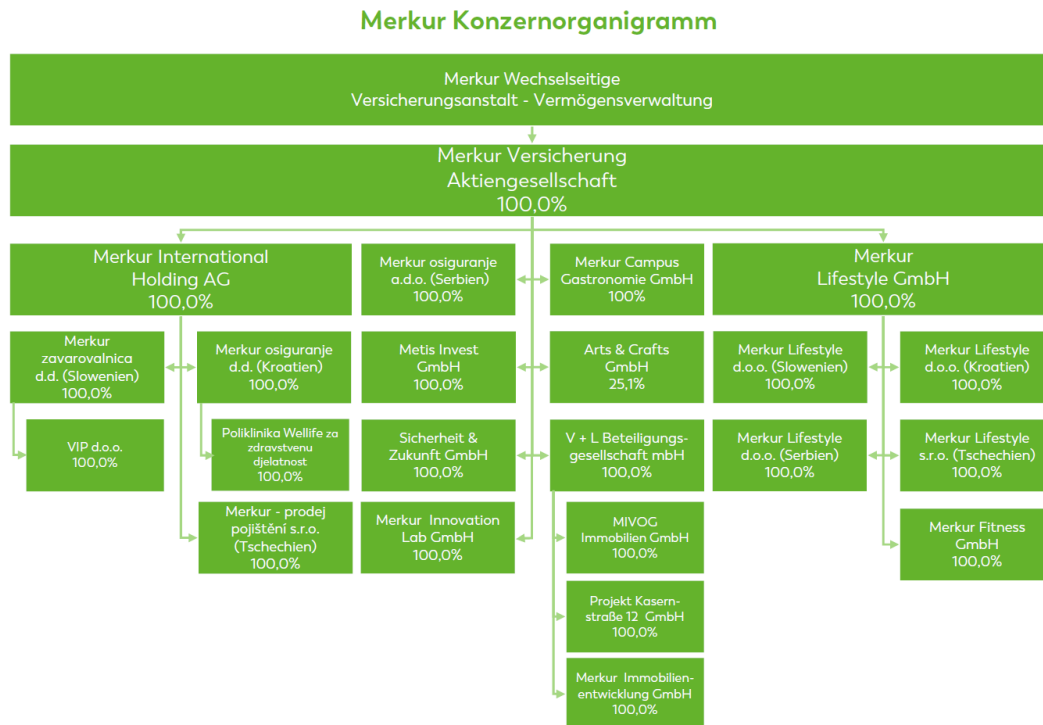 Merkur Konzernorganigramm
Merkur Wechselseitige
Versicherungsanstalt - Vermögensverwaltung
Merkur Versicherung
Aktiengesellschaft
100,0%
Merkur International
Holding AG
100,0%
Merkur osiguranje
a.d.o. (Serbien)
100,0%
Merkur Campus
Gastronomie GmbH
100%
Merkur
Lifestyle GmbH
100,0%
Merkur
zavarovalnica
d.d. (Slowenien)
100,0%
Merkur osiguranje
d.d. (Kroatien)
100,0%
Metis Invest
GmbH
100,0%
Arts & Crafts
GmbH
25,1%
Merkur Lifestyle
d.o.o. (Slowenien)
100,0%
Merkur Lifestyle
d.o.o. (Kroatien)
100,0%
VIP d.o.o.
100,0%
Poliklinika Wellife za
zdravstvenu
djelatnost
100,0%
Sicherheit &
Zukunft GmbH
100,0%
V + L Beteiligungs-
gesellschaft mbH
100,0%
Merkur Lifestyle
d.o.o. (Serbien)
100,0%
Merkur Lifestyle
s.r.o. (Tschechien)
100,0%
Merkur - prodej
pojištění s.r.o.
(Tschechien)
100,0%
Merkur Innovation
Lab GmbH
100,0%
MIVOG
Immobilien GmbH
100,0%
Merkur Fitness
GmbH
100,0%
Projekt Kasern-
straße 12 GmbH
100,0%
Merkur Immobilien-
entwicklung GmbH
100,0%